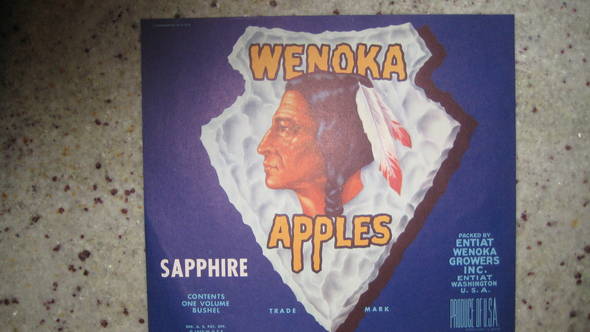 WENOKA
APPLES
SAPPHIRE
CONTENTS
ONE VOLUME
BUSHEL
TRADE MARK
PACKED BY
ENTIAT
WENOKA
GROWERS
INC.
ENTIAT
WASHINGTON
U. S. A.
PRODUCE OF U.S.A.